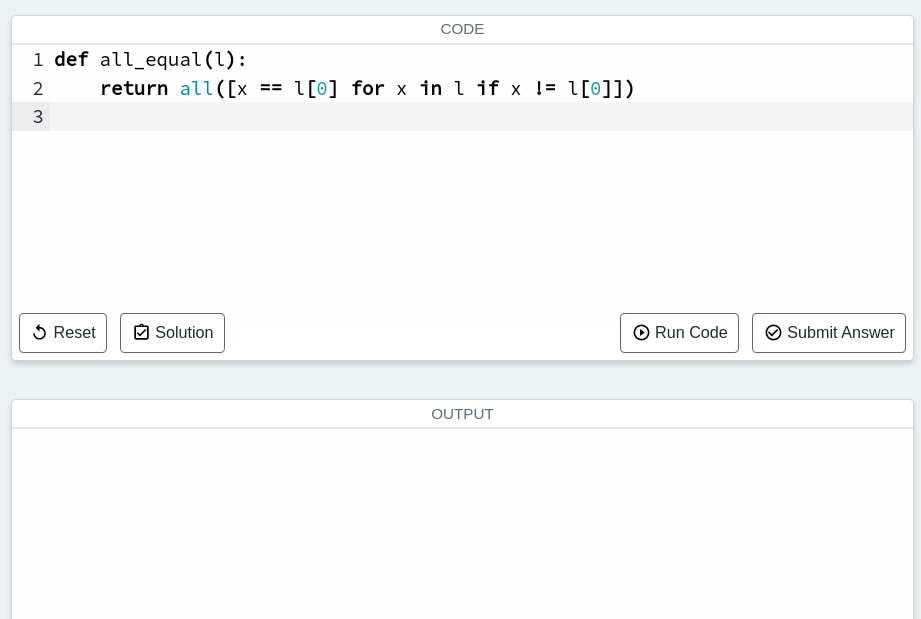 CODE
1 def all_equal(l):
2     return all([x == l[0] for x in l if x != l[0]])
3
Reset Solution Run Code Submit Answer
OUTPUT